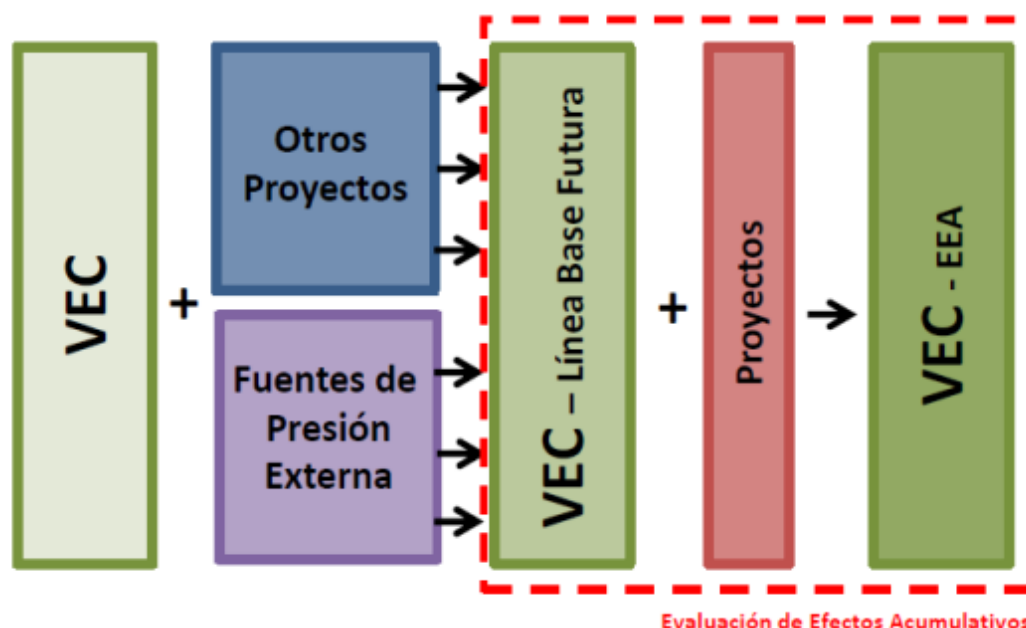 VEC
+
Otros
Proyectos
Fuentes de
Presión
Externa
VEC – Línea Base Futura
+
Proyectos
VEC - EEA
Evaluación de Efectos Acumulativos